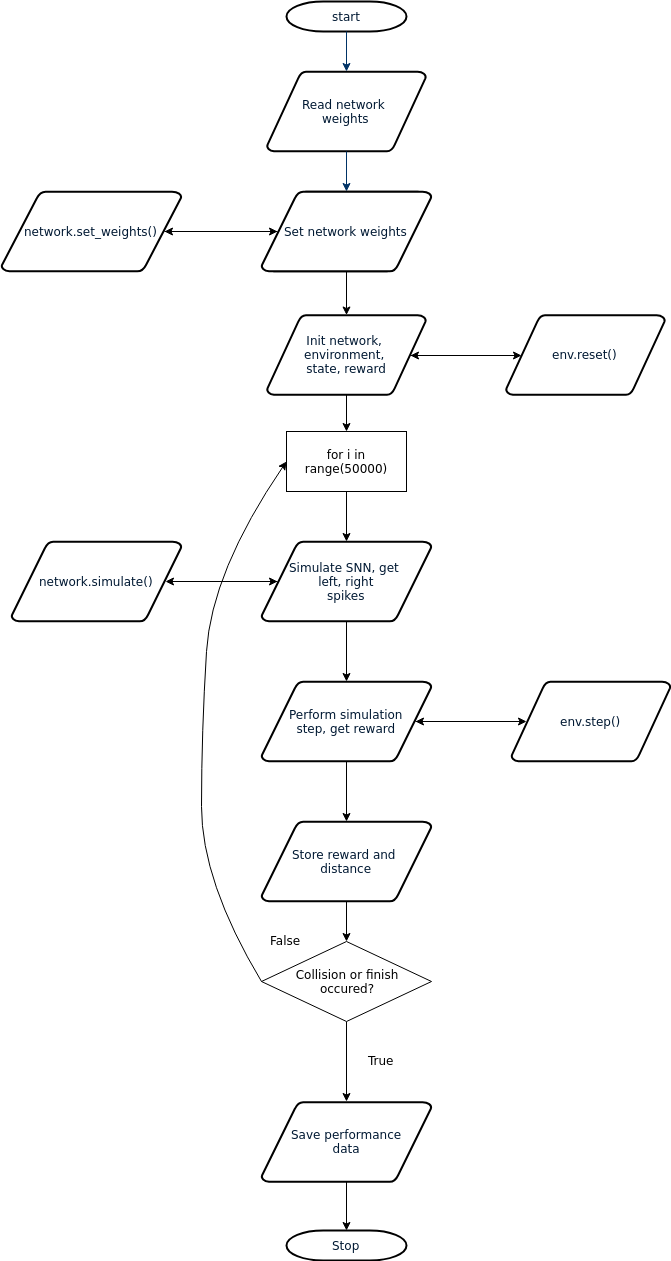 start
Read network
weights
network.set_weights()
Set network weights
Init network,
environment,
state, reward
env.reset()
for i in
range(50000)
network.simulate()
Simulate SNN, get
left, right
spikes
Perform simulation
step, get reward
env.step()
Store reward and
distance
False
Collision or finish
occured?
True
Save performance
data
Stop